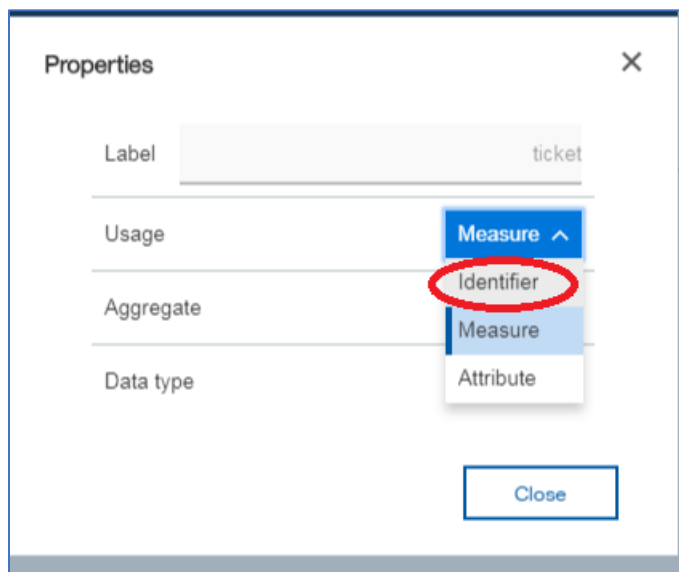 Properties
Label ticket
Usage Measure
Identifier
Aggregate
Measure
Data type Attribute
Close